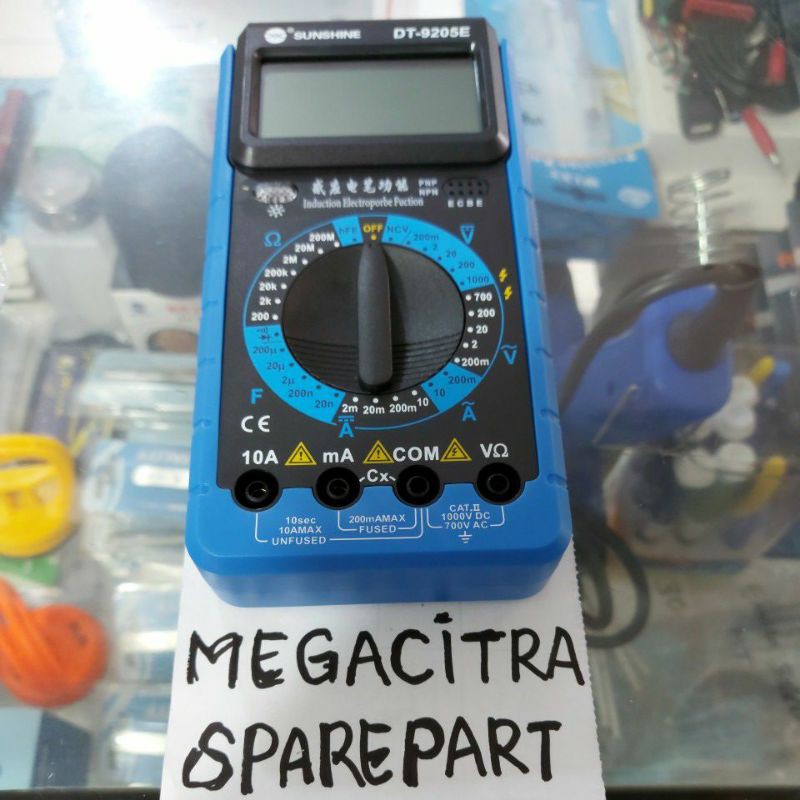 SUNSHINE DT-9205E
感应电笔功能
Induction Electroporbe Fuction
PNP
NPN
E C B E
Ω
hFE
OFF
NCV
V
200m
2
20
200
1000
700
200
20
2
200m
V
200m
10
A
10
200m
20m
2m
A
20n
200n
2µ
20µ
200µ
F
200
2k
20k
200k
2M
20M
200M
CE
10A mA COM VΩ
Cx
10sec
10AMAX
UNFUSED
200mAMAX
FUSED
CAT.II
1000V DC
700V AC
MEGACITRA
SPAREPART